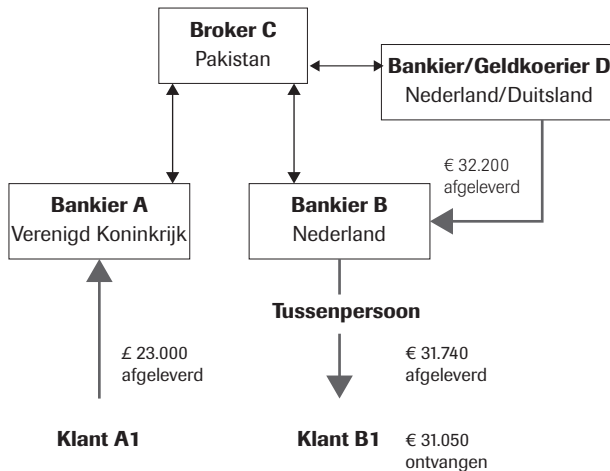 Broker C
Pakistan
Bankier/Geldkoerier D
Nederland/Duitsland
€ 32.200
afgeleverd
Bankier A
Verenigd Koninkrijk
Bankier B
Nederland
Tussenpersoon
£ 23.000
afgeleverd
€ 31.740
afgeleverd
Klant A1
Klant B1
€ 31.050
ontvangen